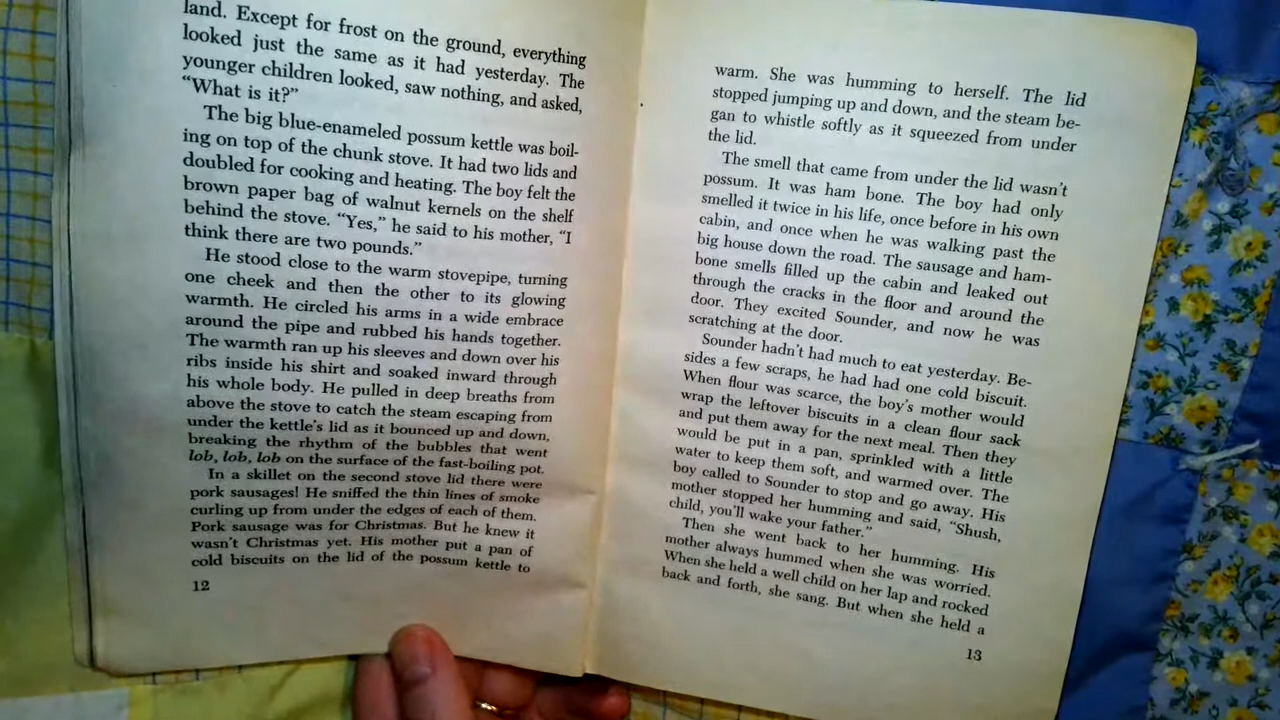 land. Except for frost on the ground, everything
looked just the same as it had yesterday. The
younger children looked, saw nothing, and asked,
“What is it?”
The big blue-enameled possum kettle was boil-
ing on top of the chunk stove. It had two lids and
doubled for cooking and heating. The boy felt the
brown paper bag of walnut kernels on the shelf
behind the stove. “Yes,” he said to his mother, “I
think there are two pounds.”
He stood close to the warm stovepipe, turning
one cheek and then the other to its glowing
warmth. He circled his arms in a wide embrace
around the pipe and rubbed his hands together.
The warmth ran up his sleeves and down over his
ribs inside his shirt and soaked inward through
his whole body. He pulled in deep breaths from
above the stove to catch the steam escaping from
under the kettle’s lid as it bounced up and down,
breaking the rhythm of the bubbles that went
lob, lob, lob on the surface of the fast-boiling pot.
In a skillet on the second stove lid there were
pork sausages! He sniffed the thin lines of smoke
curling up from under the edges of each of them.
Pork sausage was for Christmas. But he knew it
wasn’t Christmas yet. His mother put a pan of
cold biscuits on the lid of the possum kettle to
12
warm. She was humming to herself. The lid
stopped jumping up and down, and the steam be-
gan to whistle softly as it squeezed from under
the lid.
The smell that came from under the lid wasn’t
possum. It was ham bone. The boy had only
smelled it twice in his life, once before in his own
cabin, and once when he was walking past the
big house down the road. The sausage and ham-
bone smells filled up the cabin and leaked out
through the cracks in the floor and around the
door. They excited Sounder, and now he was
scratching at the door.
Sounder hadn’t had much to eat yesterday. Be-
sides a few scraps, he had had one cold biscuit.
When flour was scarce, the boy’s mother would
wrap the leftover biscuits in a clean flour sack
and put them away for the next meal. Then they
would be put in a pan, sprinkled with a little
water to keep them soft, and warmed over. The
boy called to Sounder to stop and go away. His
mother stopped her humming and said, “Shush,
child, you’ll wake your father.”
Then she went back to her humming. His
mother always hummed when she was worried.
When she held a well child on her lap and rocked
back and forth, she sang. But when she held a
13